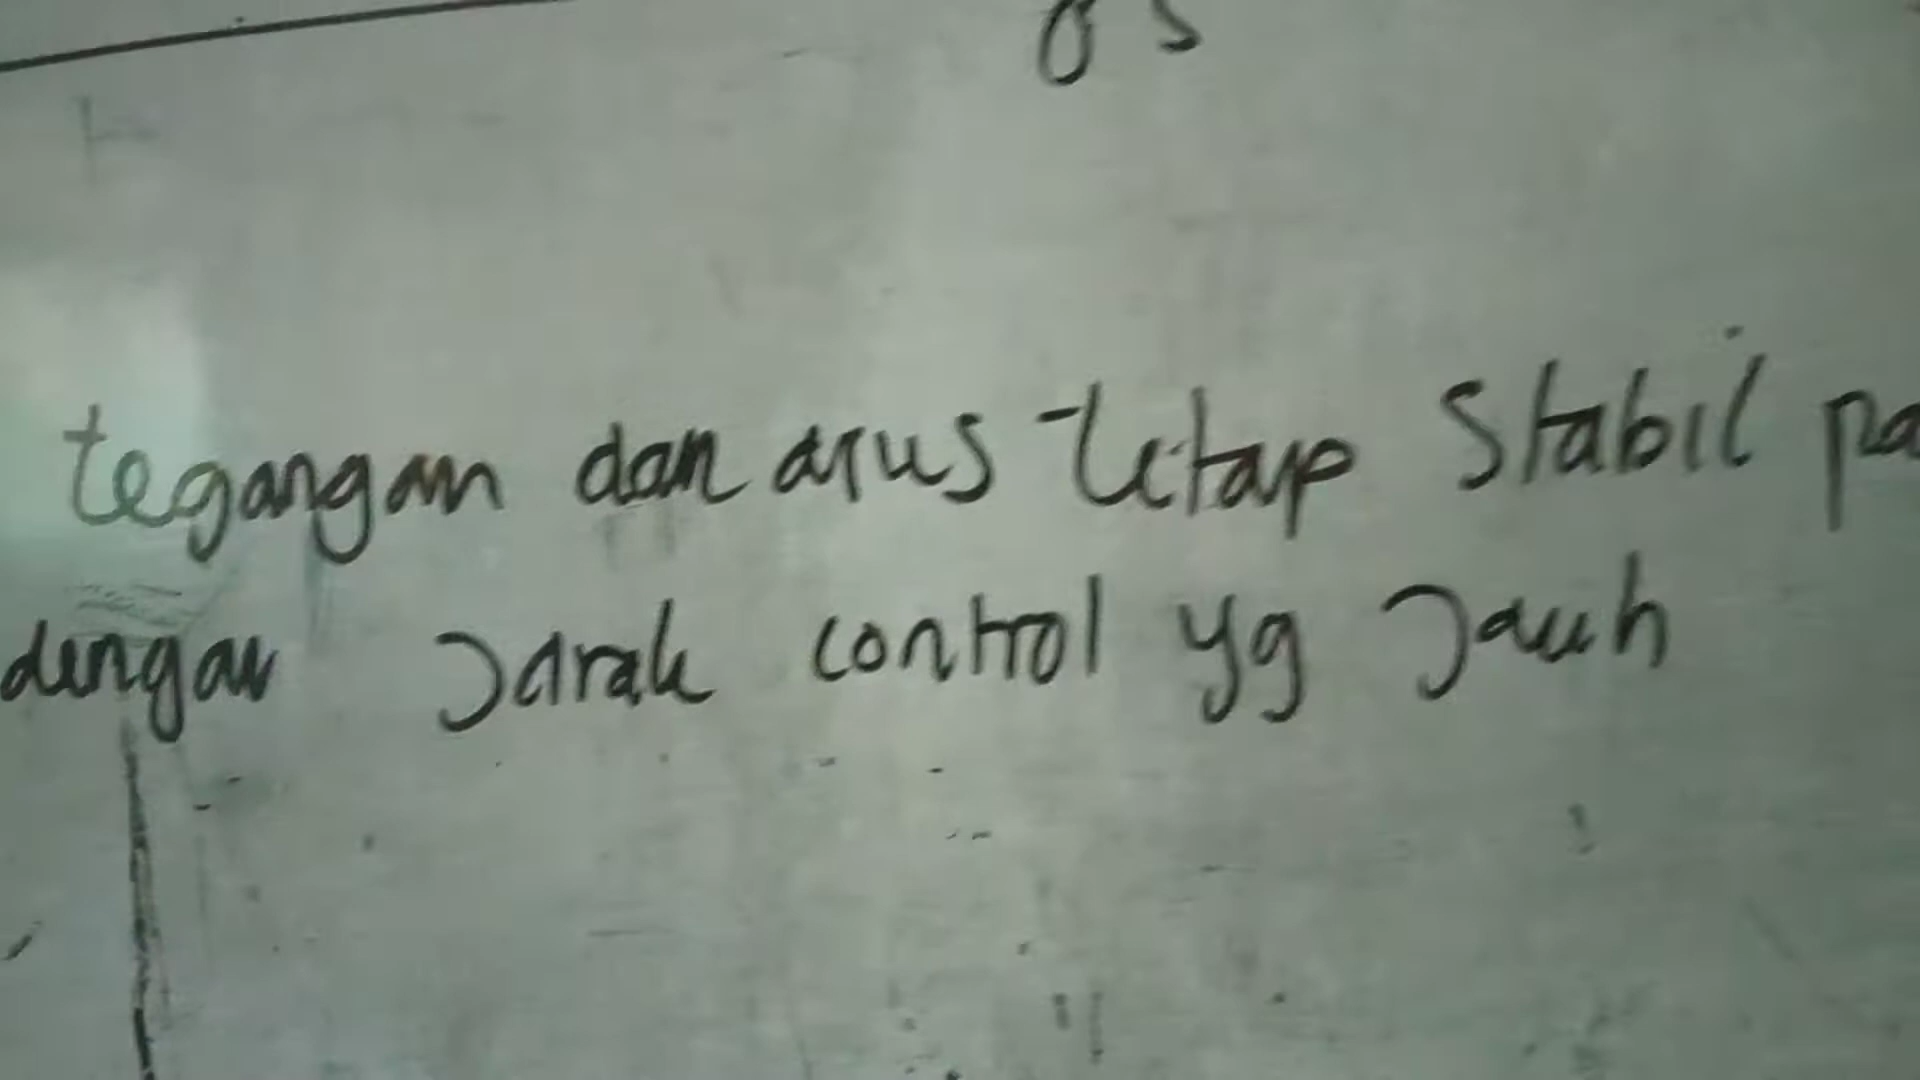 tegangan dan arus tetap Stabil pa
dengan Jarak control yg Jauh